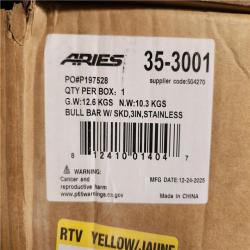 ARIES 35-3001
PO#P197528 supplier code:504270
QTY PER BOX: 1
G.W:12.6 KGS N.W:10.3 KGS
BULL BAR W/ SKD,3IN,STAINLESS
8 12410 01404 7
Cancer and
reproductive harm
www.p65warnings.ca.gov
MFG DATE:12-24-2025
MADE IN CHINA
RTV YELLOW/JAUNE